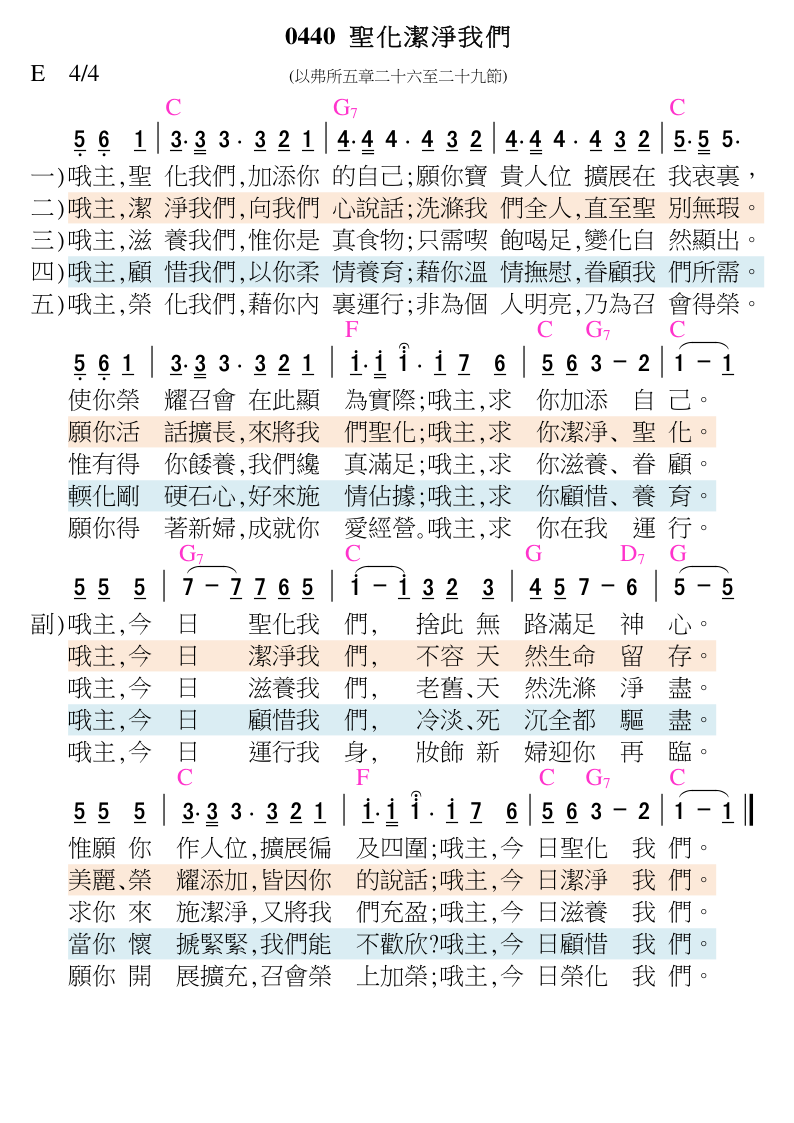 0440 聖化潔淨我們
E 4/4 (以弗所五章二十六至二十九節)
C G7 C
5 6 1 | 3· 3 3 · 3 2 1 | 4· 4 4 · 4 3 2 | 4· 4 4 · 4 3 2 | 5· 5 5·
一)哦主,聖 化我們,加添你 的自己;願你寶 貴人位 擴展在 我衷裏,
二)哦主,潔 淨我們,向我們 心說話;洗滌我 們全人,直至聖 別無瑕。
三)哦主,滋 養我們,惟你是 真食物;只需喫 飽喝足,變化自 然顯出。
四)哦主,顧 惜我們,以你柔 情養育;藉你溫 情撫慰,眷顧我 們所需。
五)哦主,榮 化我們,藉你內 裏運行;非為個 人明亮,乃為召 會得榮。
F C G7 C
5 6 1 | 3· 3 3 · 3 2 1 | 1· 1 1 · 1 7 6 | 5 6 3 – 2 | 1 – 1
使你榮 耀召會 在此顯 為實際;哦主,求 你加添 自 己。
願你活 話擴長,來將我 們聖化;哦主,求 你潔淨、聖 化。
惟有得 你餧養,我們纔 真滿足;哦主,求 你滋養、眷 顧。
輭化剛 硬石心,好來施 情佔據;哦主,求 你顧惜、養 育。
願你得 著新婦,成就你 愛經營。哦主,求 你在我 運 行。
G7 C G D7 G
5 5 5 | 7 – 7 7 6 5 | 1 – 1 3 2 3 | 4 5 7 – 6 | 5 – 5
副)哦主,今 日 聖化我 們, 捨此 無 路滿足 神 心。
哦主,今 日 潔淨我 們, 不容 天 然生命 留 存。
哦主,今 日 滋養我 們, 老舊、天 然洗滌 淨 盡。
哦主,今 日 顧惜我 們, 冷淡、死 沉全都 驅 盡。
哦主,今 日 運行我 身, 妝飾 新 婦迎你 再 臨。
C F C G7 C
5 5 5 | 3· 3 3 · 3 2 1 | 1· 1 1 · 1 7 6 | 5 6 3 – 2 | 1 – 1
惟願 你 作人位,擴展徧 及四圍;哦主,今 日聖化 我 們。
美麗、榮 耀添加,皆因你 的說話;哦主,今 日潔淨 我 們。
求你 來 施潔淨,又將我 們充盈;哦主,今 日滋養 我 們。
當你 懷 搋緊緊,我們能 不歡欣?哦主,今 日顧惜 我 們。
願你 開 展擴充,召會榮 上加榮;哦主,今 日榮化 我 們。